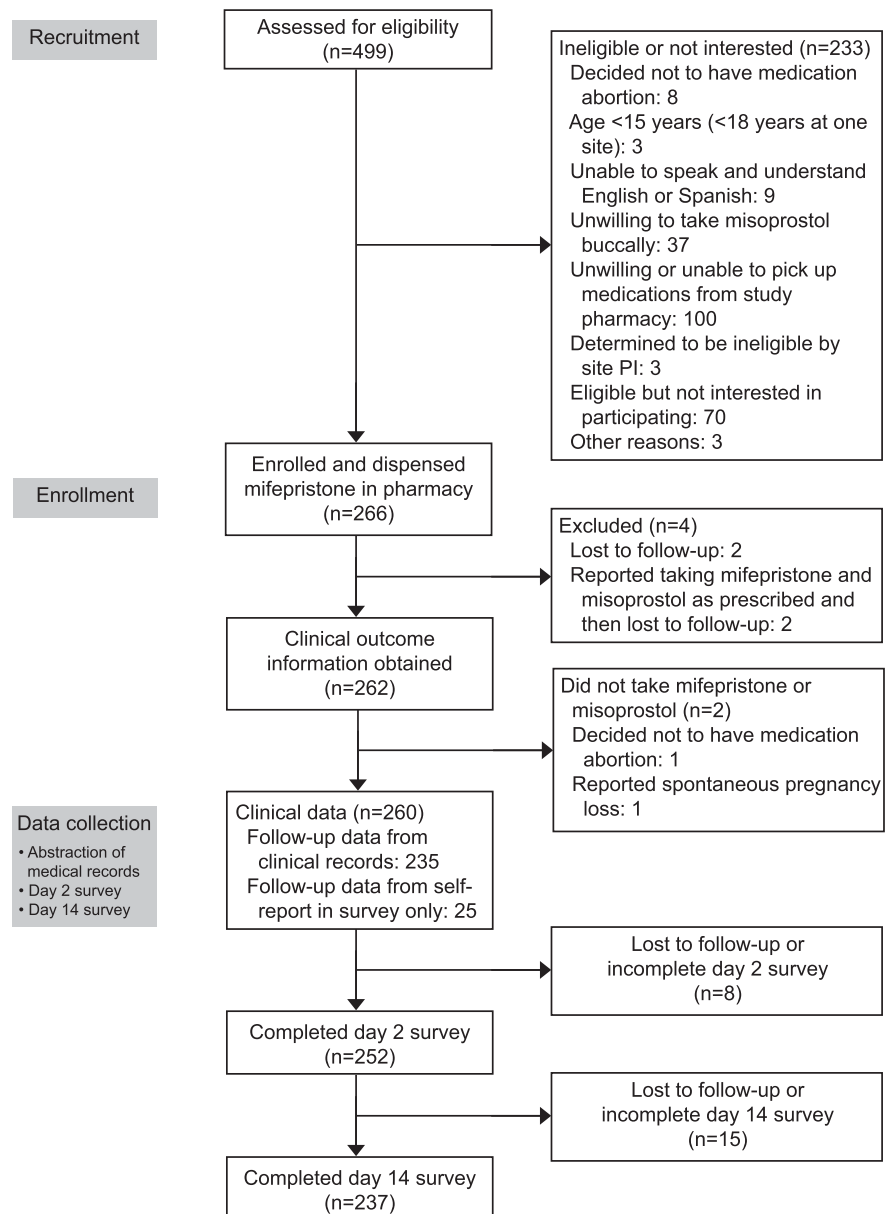 Recruitment
Assessed for eligibility
(n=499)
Ineligible or not interested (n=233)
Decided not to have medication
abortion: 8
Age <15 years (<18 years at one
site): 3
Unable to speak and understand
English or Spanish: 9
Unwilling to take misoprostol
buccally: 37
Unwilling or unable to pick up
medications from study
pharmacy: 100
Determined to be ineligible by
site PI: 3
Eligible but not interested in
participating: 70
Other reasons: 3
Enrollment
Enrolled and dispensed
mifepristone in pharmacy
(n=266)
Excluded (n=4)
Lost to follow-up: 2
Reported taking mifepristone and
misoprostol as prescribed and
then lost to follow-up: 2
Clinical outcome
information obtained
(n=262)
Did not take mifepristone or
misoprostol (n=2)
Decided not to have medication
abortion: 1
Reported spontaneous pregnancy
loss: 1
Data collection
• Abstraction of
medical records
• Day 2 survey
• Day 14 survey
Clinical data (n=260)
Follow-up data from
clinical records: 235
Follow-up data from self-
report in survey only: 25
Lost to follow-up or
incomplete day 2 survey
(n=8)
Completed day 2 survey
(n=252)
Lost to follow-up or
incomplete day 14 survey
(n=15)
Completed day 14 survey
(n=237)